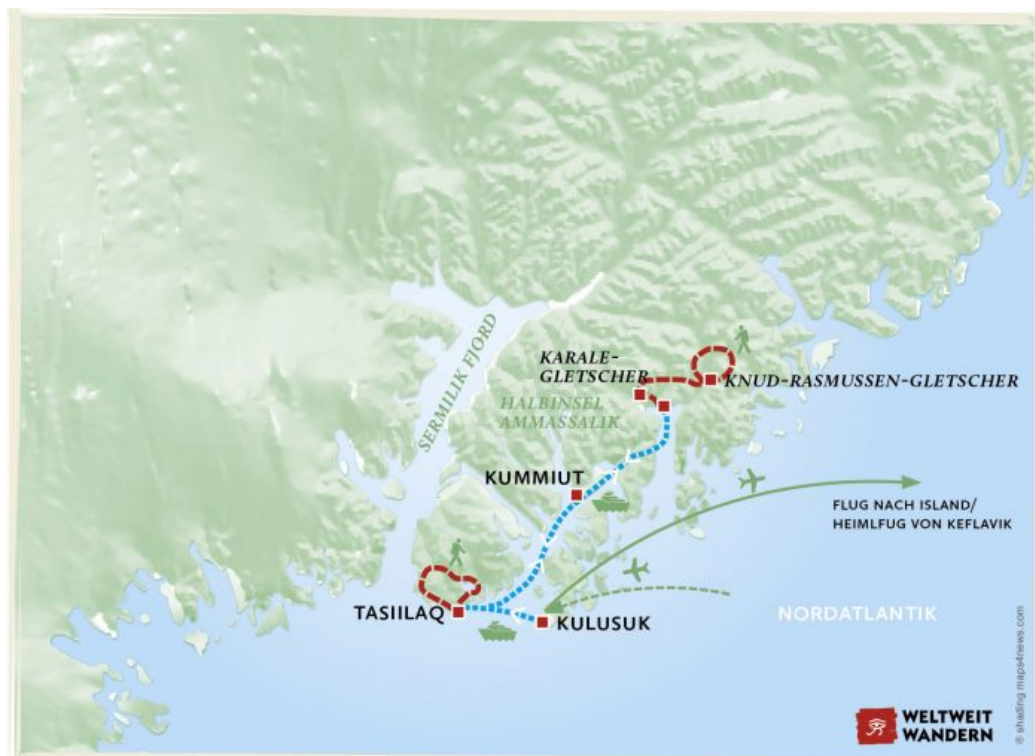 SERMILIK FJORD
KARALE-
GLETSCHER
KNUD-RASMUSSEN-GLETSCHER
HALBINSEL
AMMASSALIK
KUMMIUT
FLUG NACH ISLAND/
HEIMLFUG VON KEFLAVIK
TASIILAQ
KULUSUK
NORDATLANTIK
WELTWEIT
WANDERN
© shading maps4news.com